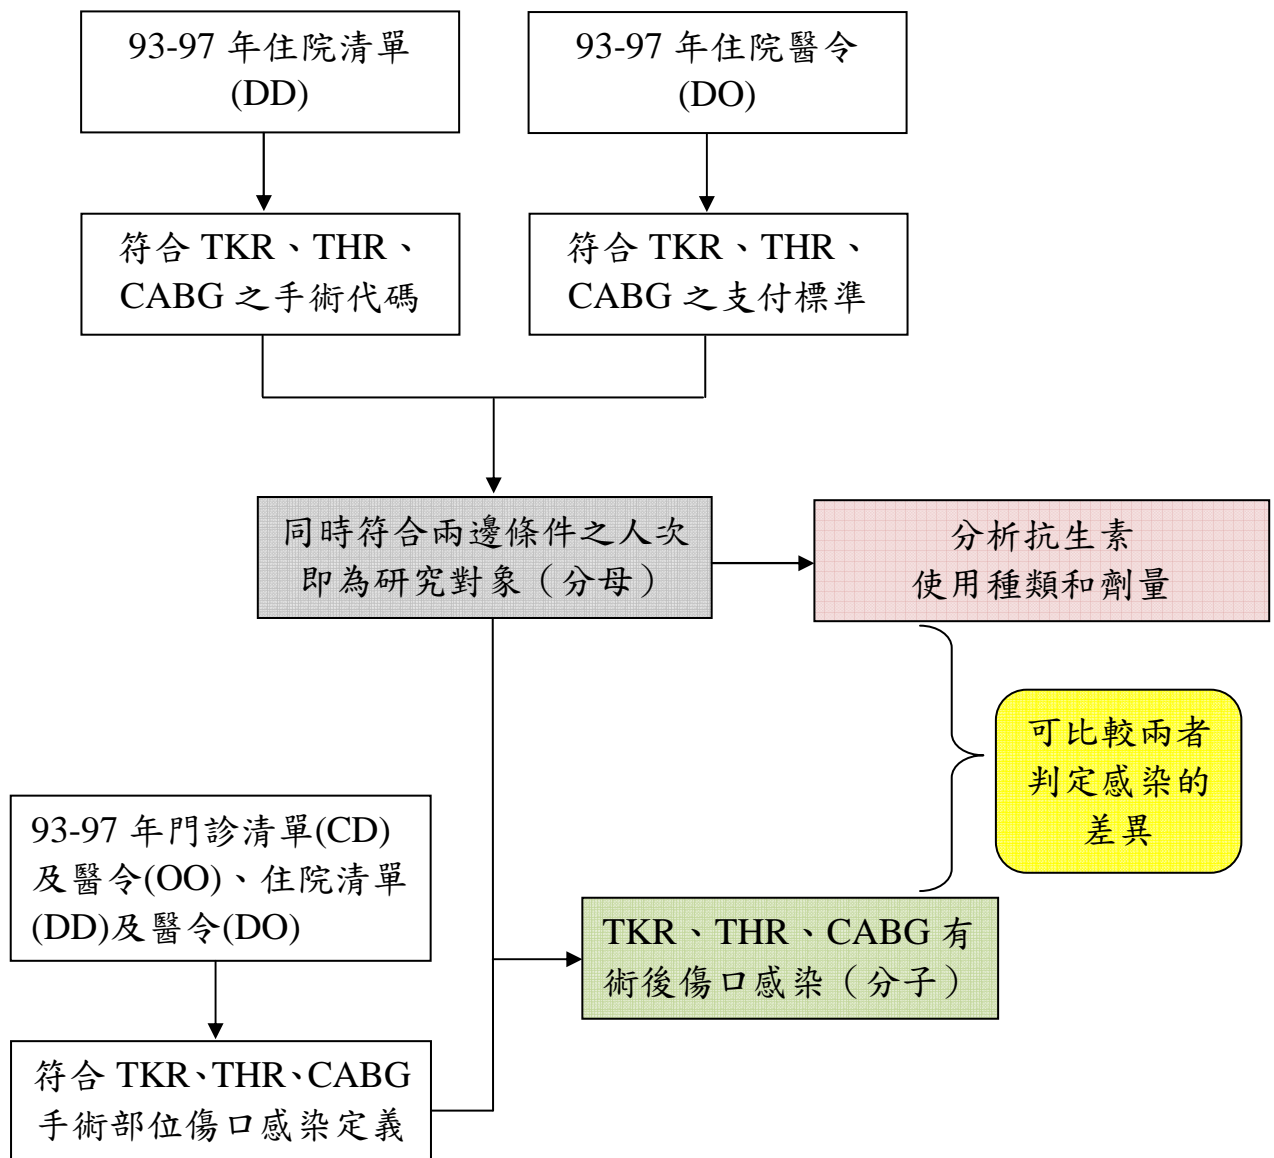 93-97 年住院清單
(DD)
93-97 年住院醫令
(DO)
符合 TKR、THR、
CABG 之手術代碼
符合 TKR、THR、
CABG 之支付標準
同時符合兩邊條件之人次
即為研究對象（分母）
分析抗生素
使用種類和劑量
可比較兩者
判定感染的
差異
93-97 年門診清單(CD)
及醫令(OO)、住院清單
(DD)及醫令(DO)
TKR、THR、CABG 有
術後傷口感染（分子）
符合 TKR、THR、CABG
手術部位傷口感染定義